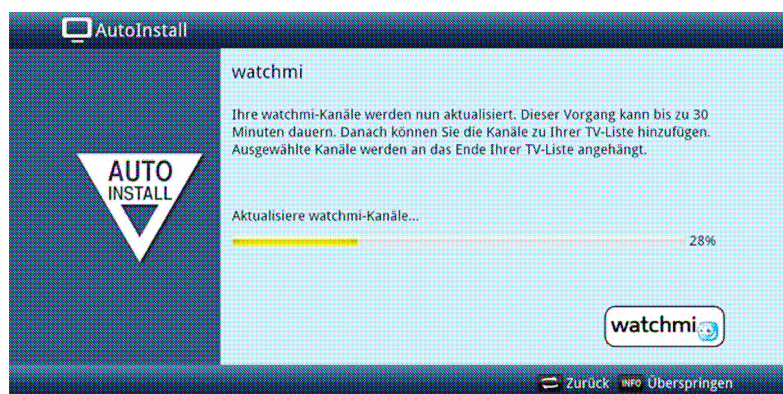 AutoInstall
watchmi
Ihre watchmi-Kanäle werden nun aktualisiert. Dieser Vorgang kann bis zu 30
Minuten dauern. Danach können Sie die Kanäle zu Ihrer TV-Liste hinzufügen.
Ausgewählte Kanäle werden an das Ende Ihrer TV-Liste angehängt.
AUTO
INSTALL
Aktualisiere watchmi-Kanäle...
28%
watchmi
Zurück INFO Überspringen